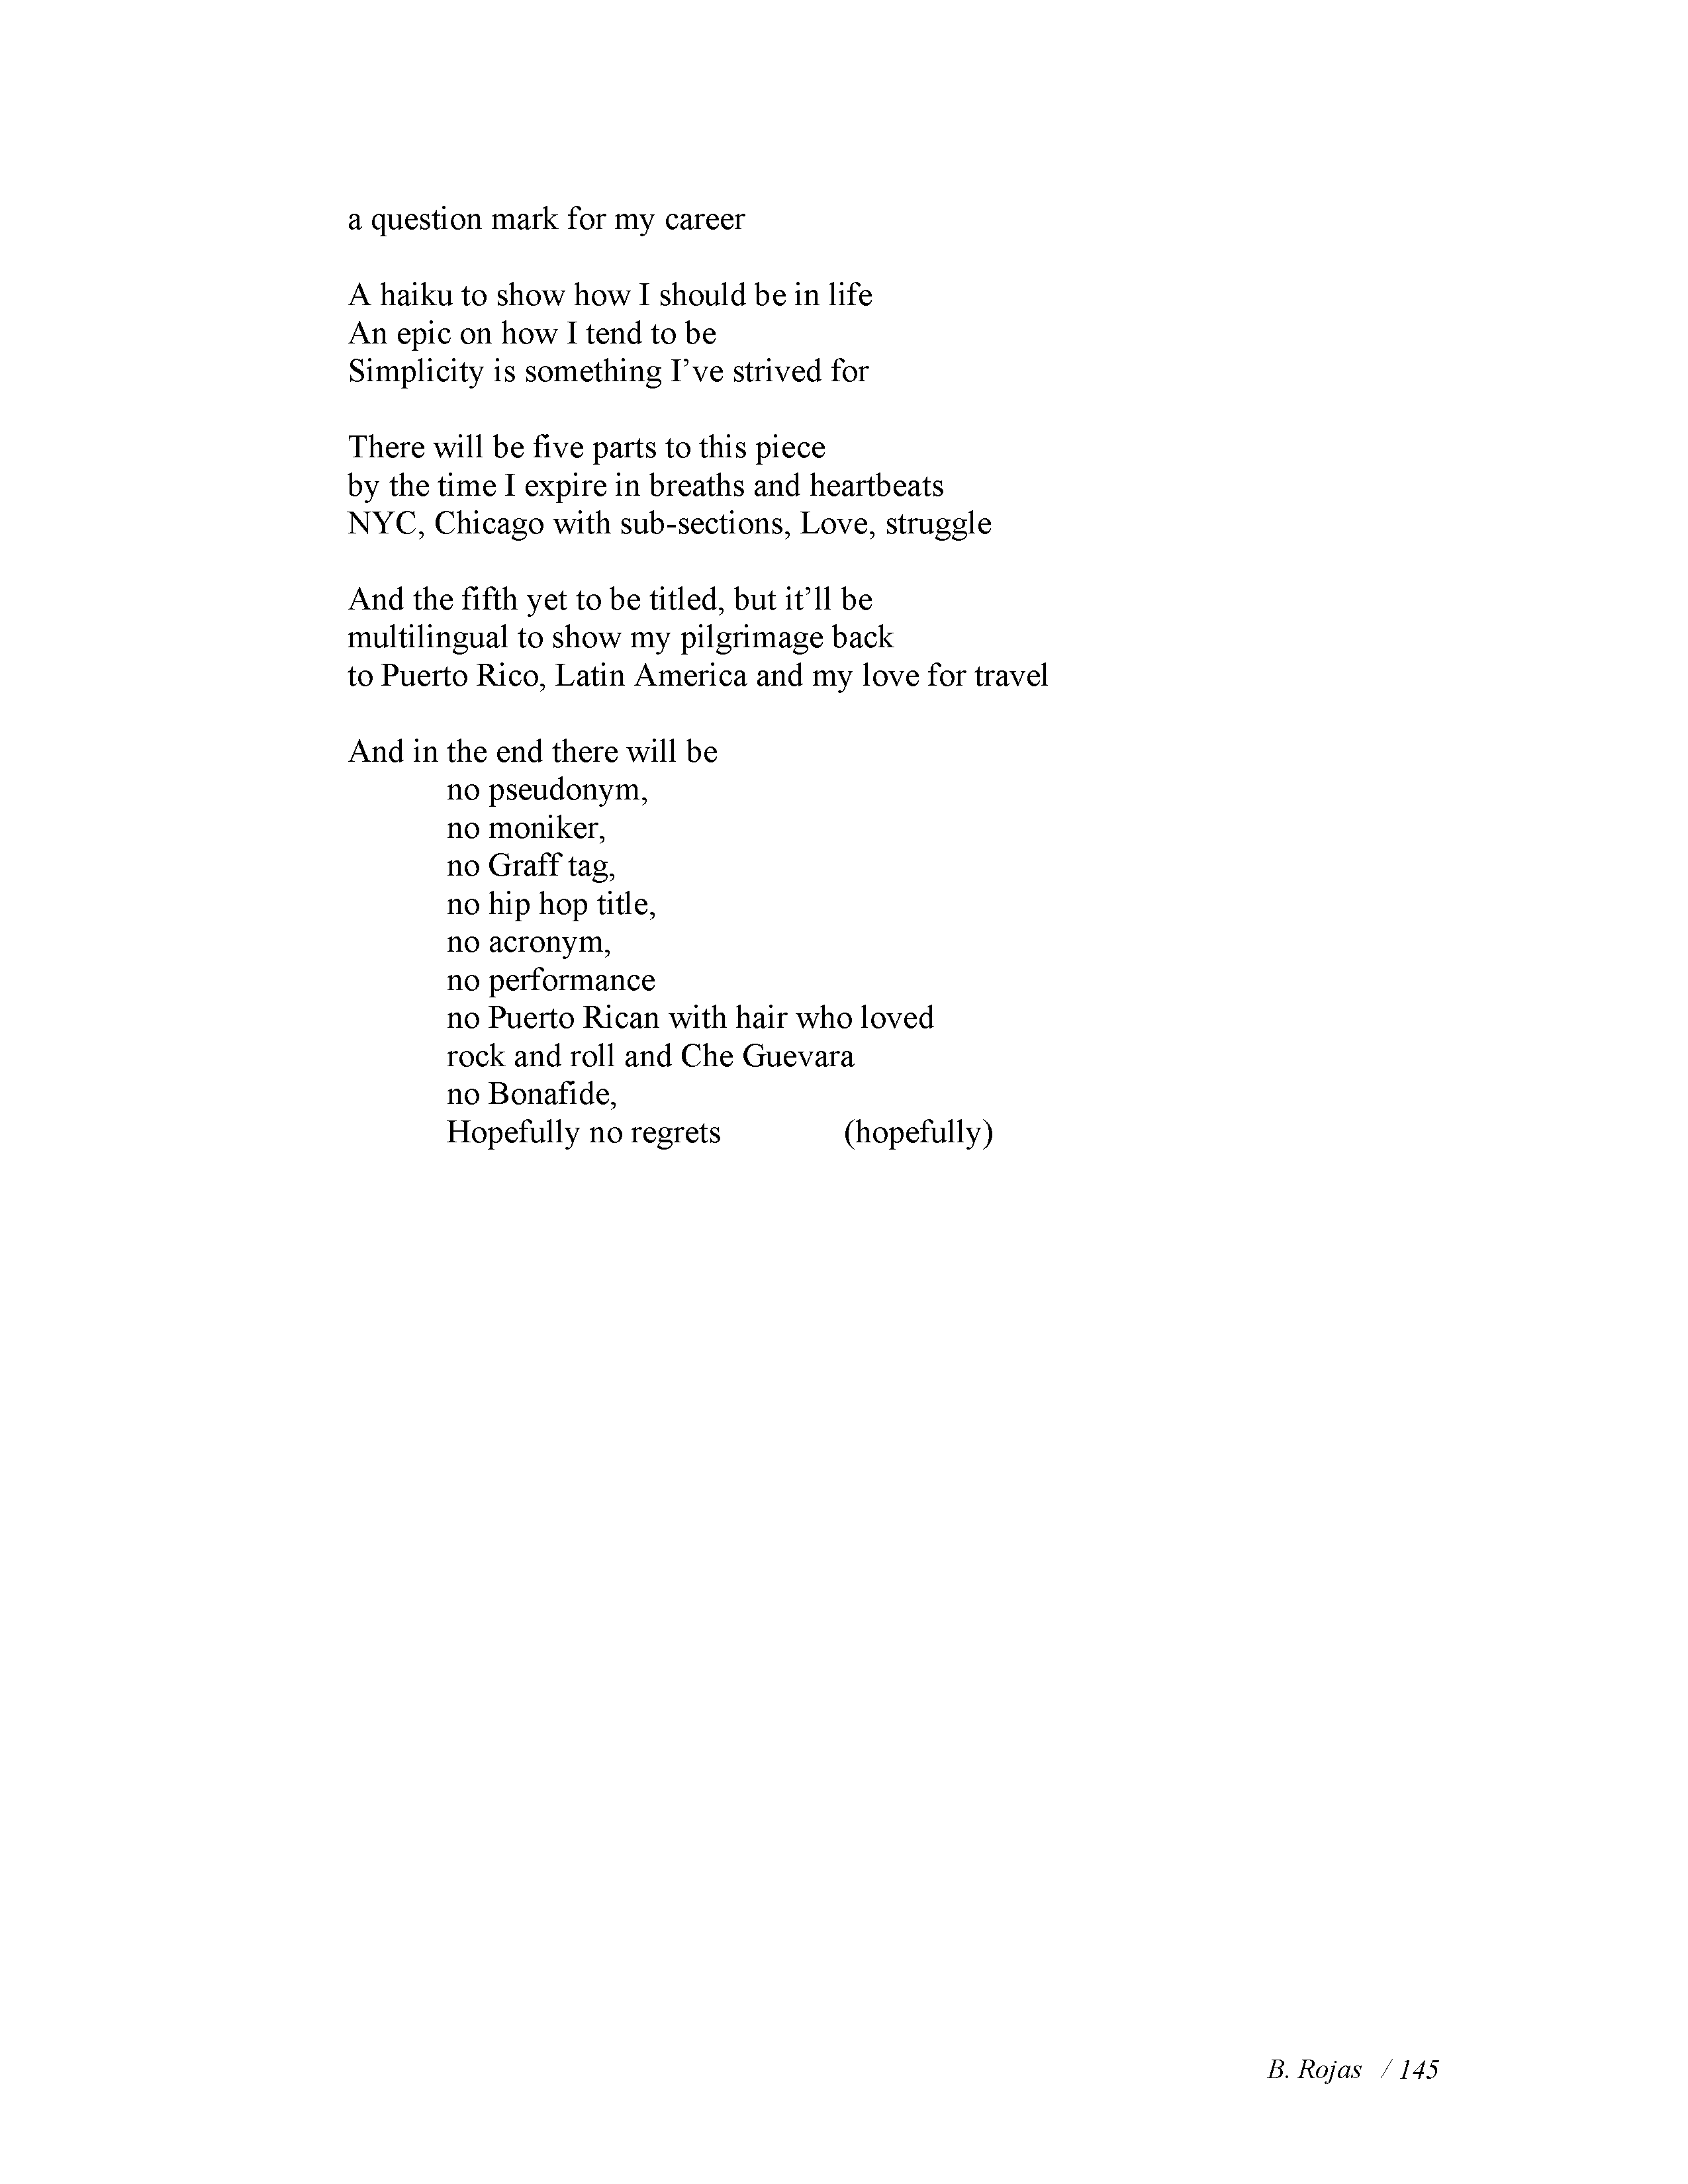 a question mark for my career
A haiku to show how I should be in life
An epic on how I tend to be
Simplicity is something I’ve strived for
There will be five parts to this piece
by the time I expire in breaths and heartbeats
NYC, Chicago with sub-sections, Love, struggle
And the fifth yet to be titled, but it’ll be
multilingual to show my pilgrimage back
to Puerto Rico, Latin America and my love for travel
And in the end there will be
no pseudonym,
no moniker,
no Graff tag,
no hip hop title,
no acronym,
no performance
no Puerto Rican with hair who loved
rock and roll and Che Guevara
no Bonafide,
Hopefully no regrets (hopefully)
B. Rojas / 145